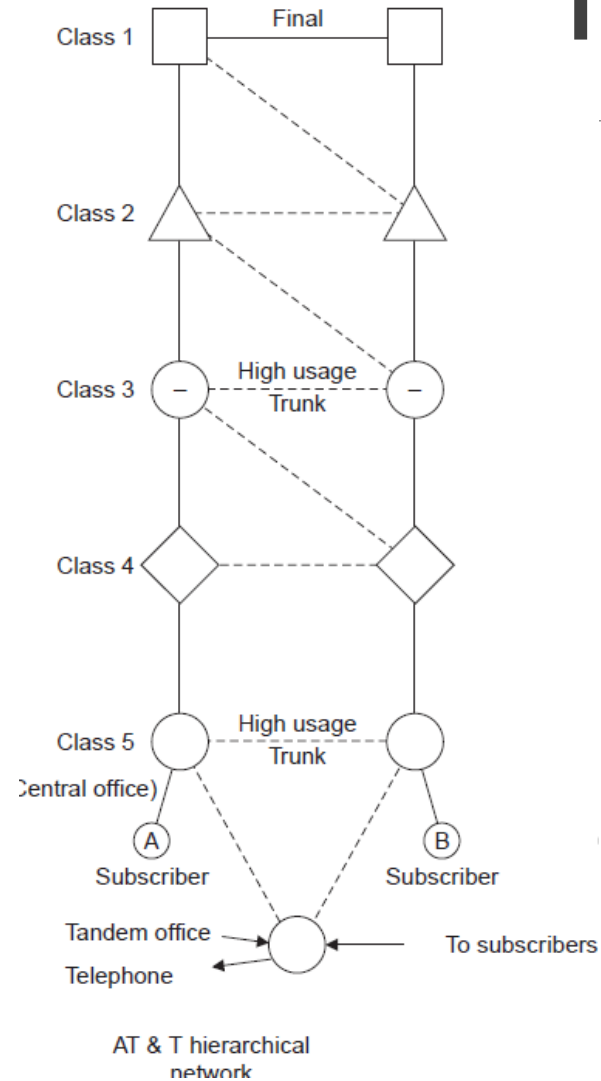 Final
Class 1
Class 2
High usage
Class 3
–
–
Trunk
Class 4
High usage
Class 5
Trunk
Central office)
A
B
Subscriber
Subscriber
Tandem office
To subscribers
Telephone
AT & T hierarchical
network